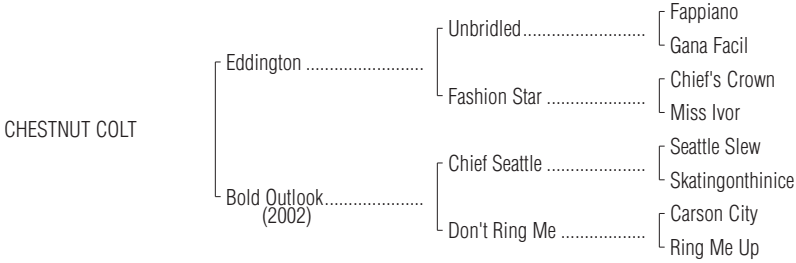 Fappiano
Unbridled........................
Gana Facil
Eddington .......................
Chief's Crown
Fashion Star ....................
Miss Ivor
CHESTNUT COLT
Seattle Slew
Chief Seattle ....................
Skatingonthinice
Bold Outlook....................
(2002)
Carson City
Don't Ring Me .................
Ring Me Up